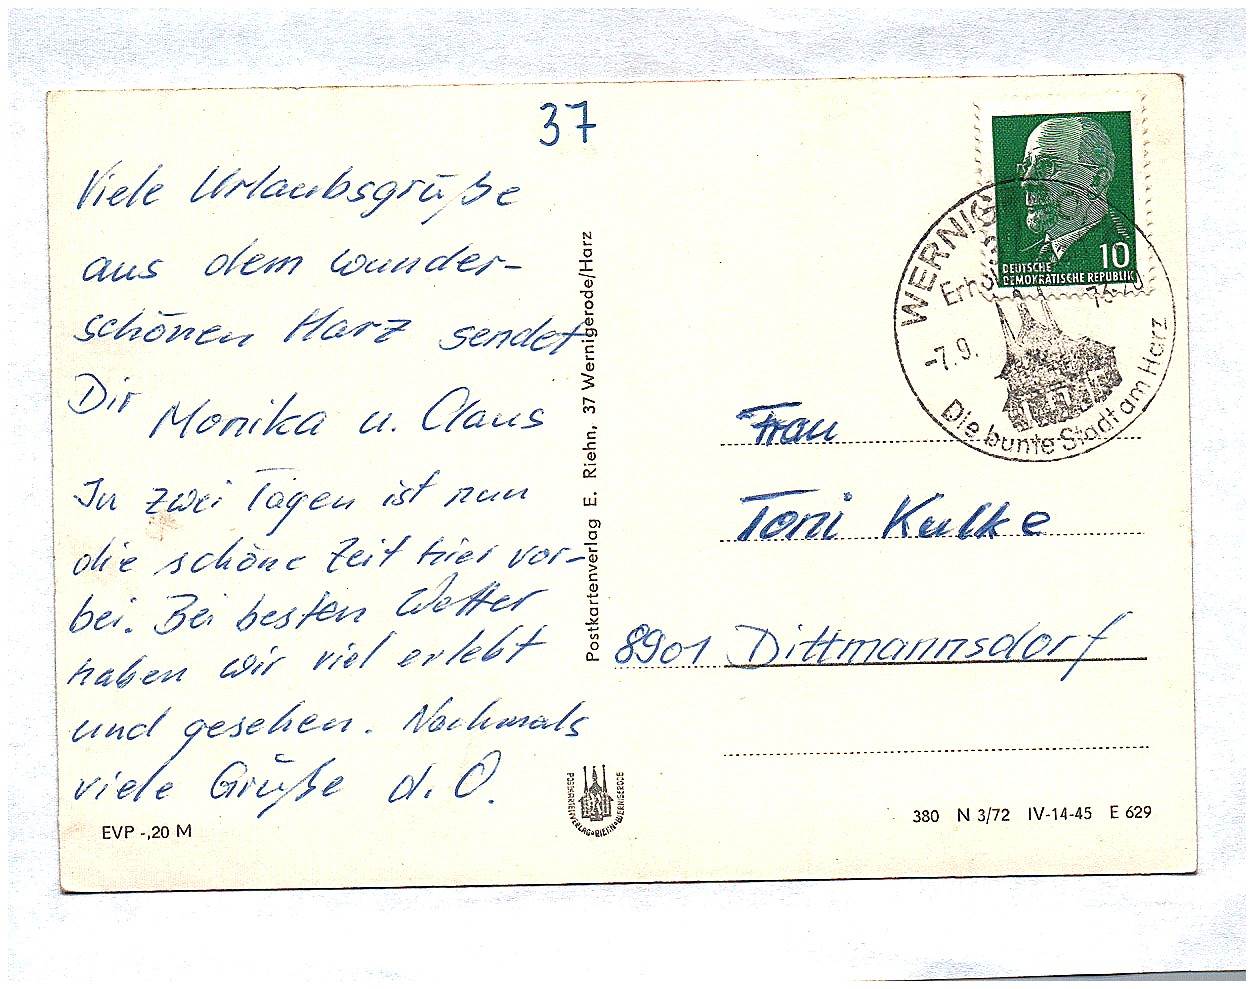 37
Viele Urlaubsgrüße
aus dem wunder-
schönen Harz sendet
Dir Monika u. Claus
In zwei Tagen ist nun
die schöne Zeit hier vor-
bei. Bei besten Wetter
haben wir viel erlebt
und gesehen. Nochmals
viele Grüße d. O.
EVP -,20 M
Postkartenverlag E. Riehn, 37 Wernigerode/Harz
POSTKARTENVERLAG • RIEHN • WERNIGERODE
10
DEUTSCHE
DEMOKRATISCHE REPUBLIK
-7.9.
Die bunte Stadt am Harz
Frau
Toni Kulke
8901 Dittmannsdorf
380 N 3/72 IV-14-45 E 629